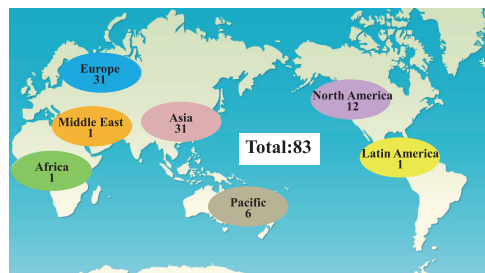 Europe
31
North America
12
Middle East
1
Asia
31
Total:83
Latin America
1
Africa
1
Pacific
6